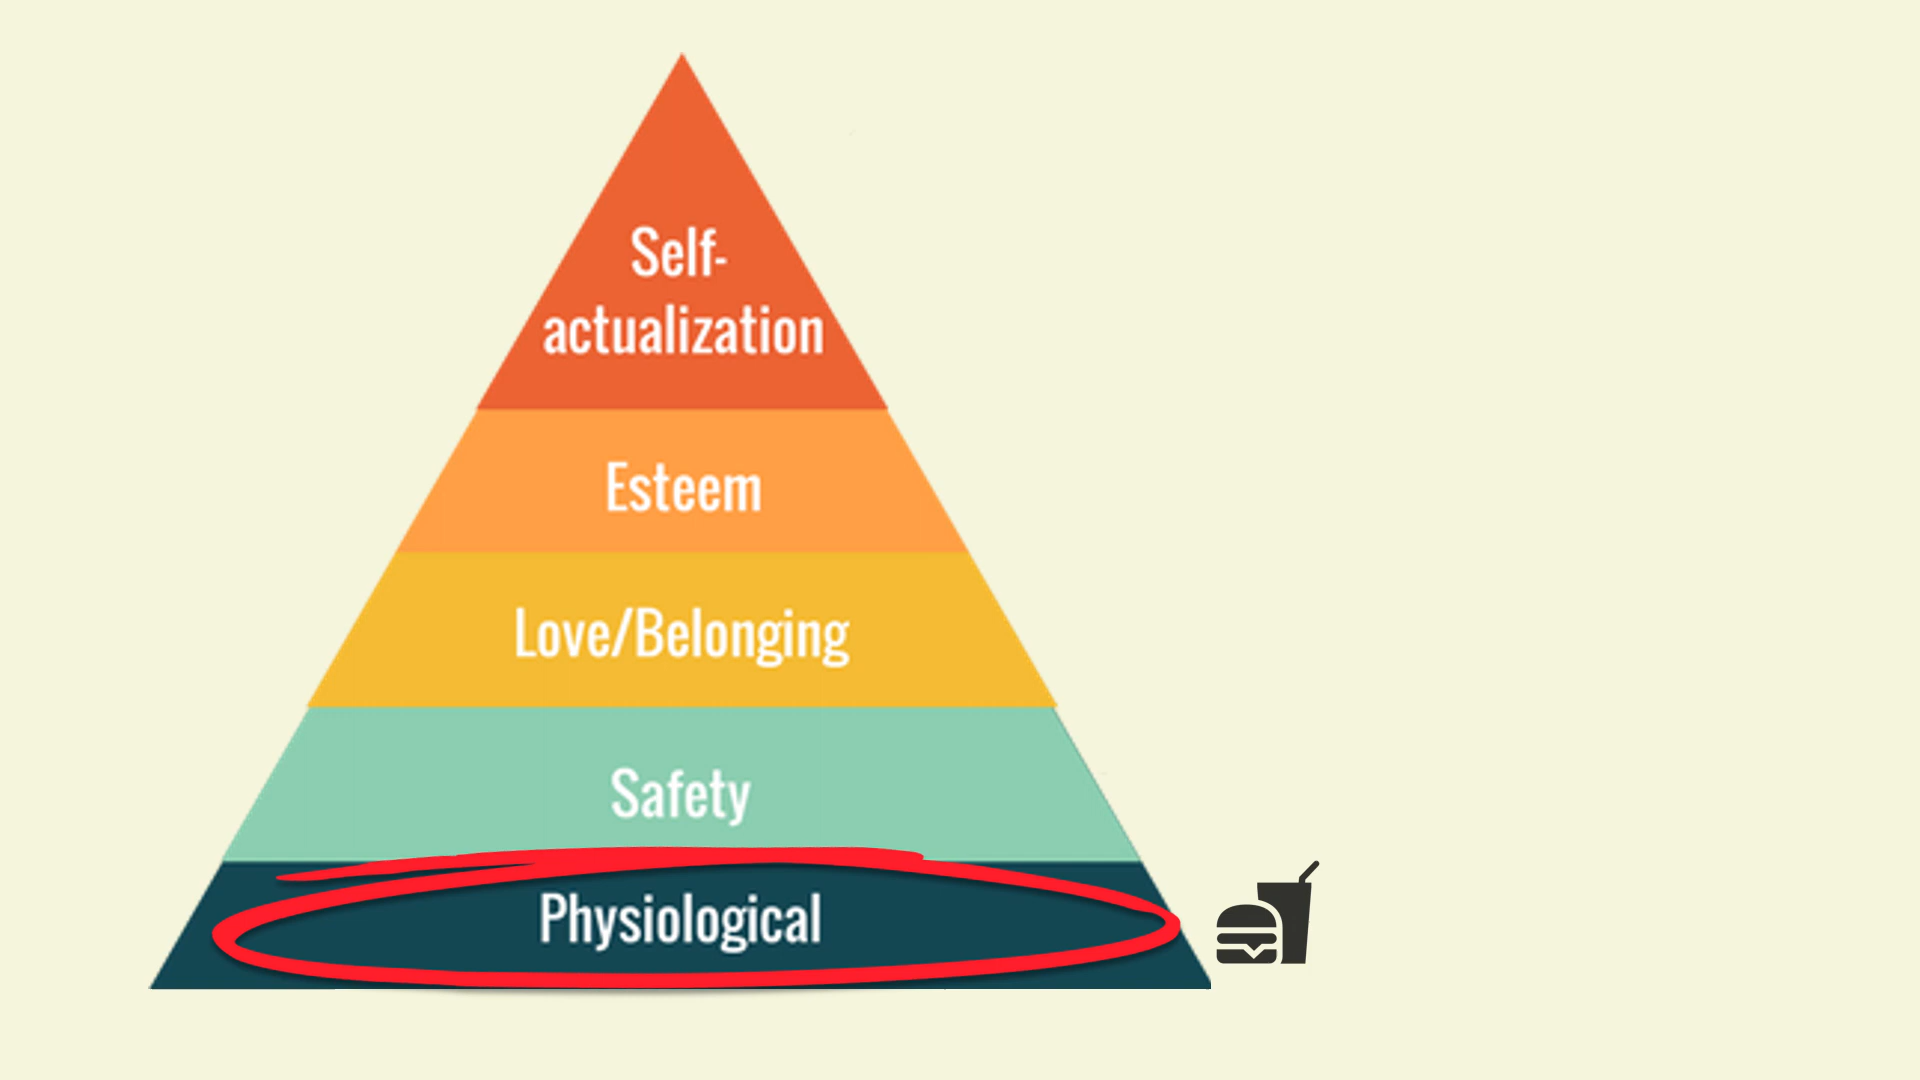 Self-
actualization
Esteem
Love/Belonging
Safety
Physiological